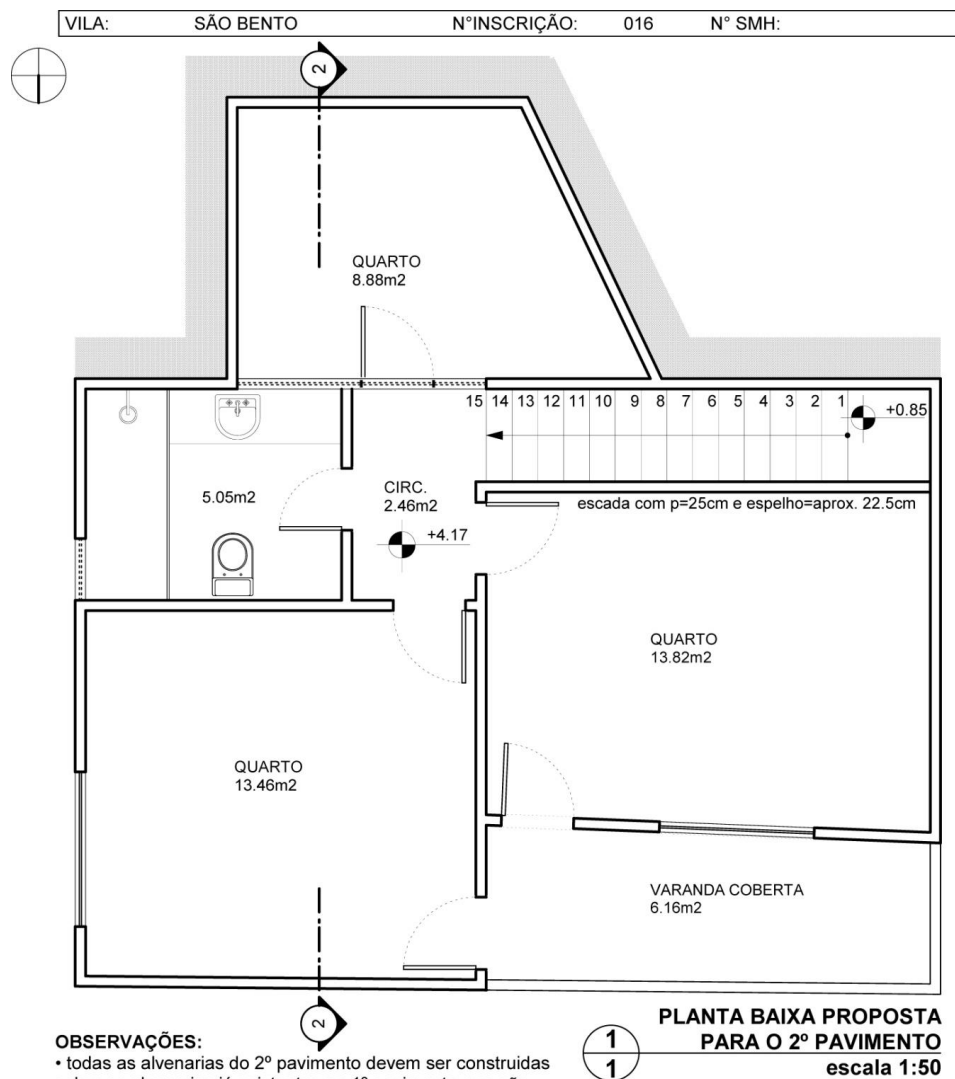 VILA: SÃO BENTO N°INSCRIÇÃO: 016 N° SMH:
2
QUARTO
8.88m2
15 14 13 12 11 10 9 8 7 6 5 4 3 2 1
+0.85
5.05m2
CIRC.
2.46m2
+4.17
escada com p=25cm e espelho=aprox. 22.5cm
QUARTO
13.82m2
QUARTO
13.46m2
VARANDA COBERTA
6.16m2
2
OBSERVAÇÕES:
• todas as alvenarias do 2º pavimento devem ser construidas
1
1
PLANTA BAIXA PROPOSTA
PARA O 2º PAVIMENTO
escala 1:50